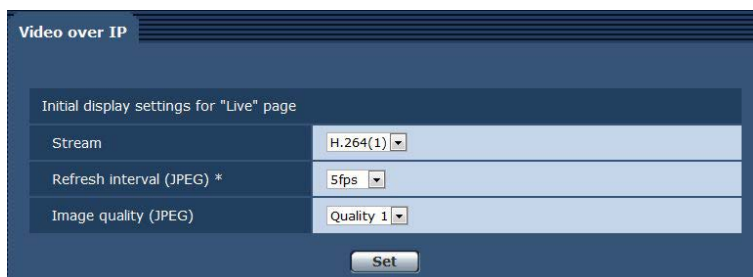 Video over IP
Initial display settings for "Live" page
Stream H.264(1)
Refresh interval (JPEG) * 5fps
Image quality (JPEG) Quality 1
Set